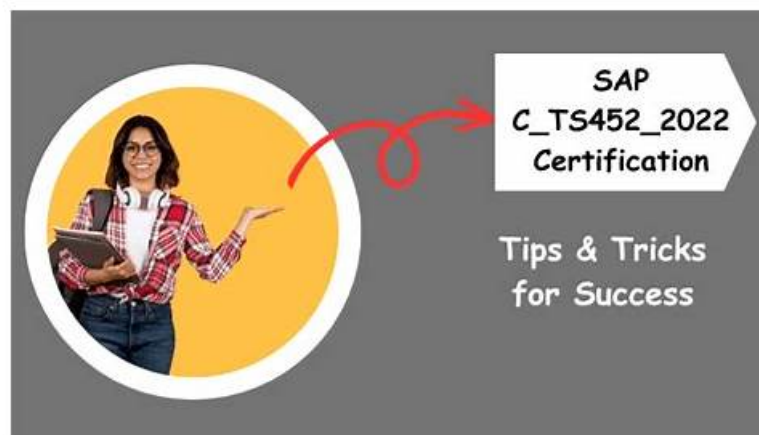 SAP
C_TS452_2022
Certification
Tips & Tricks
for Success